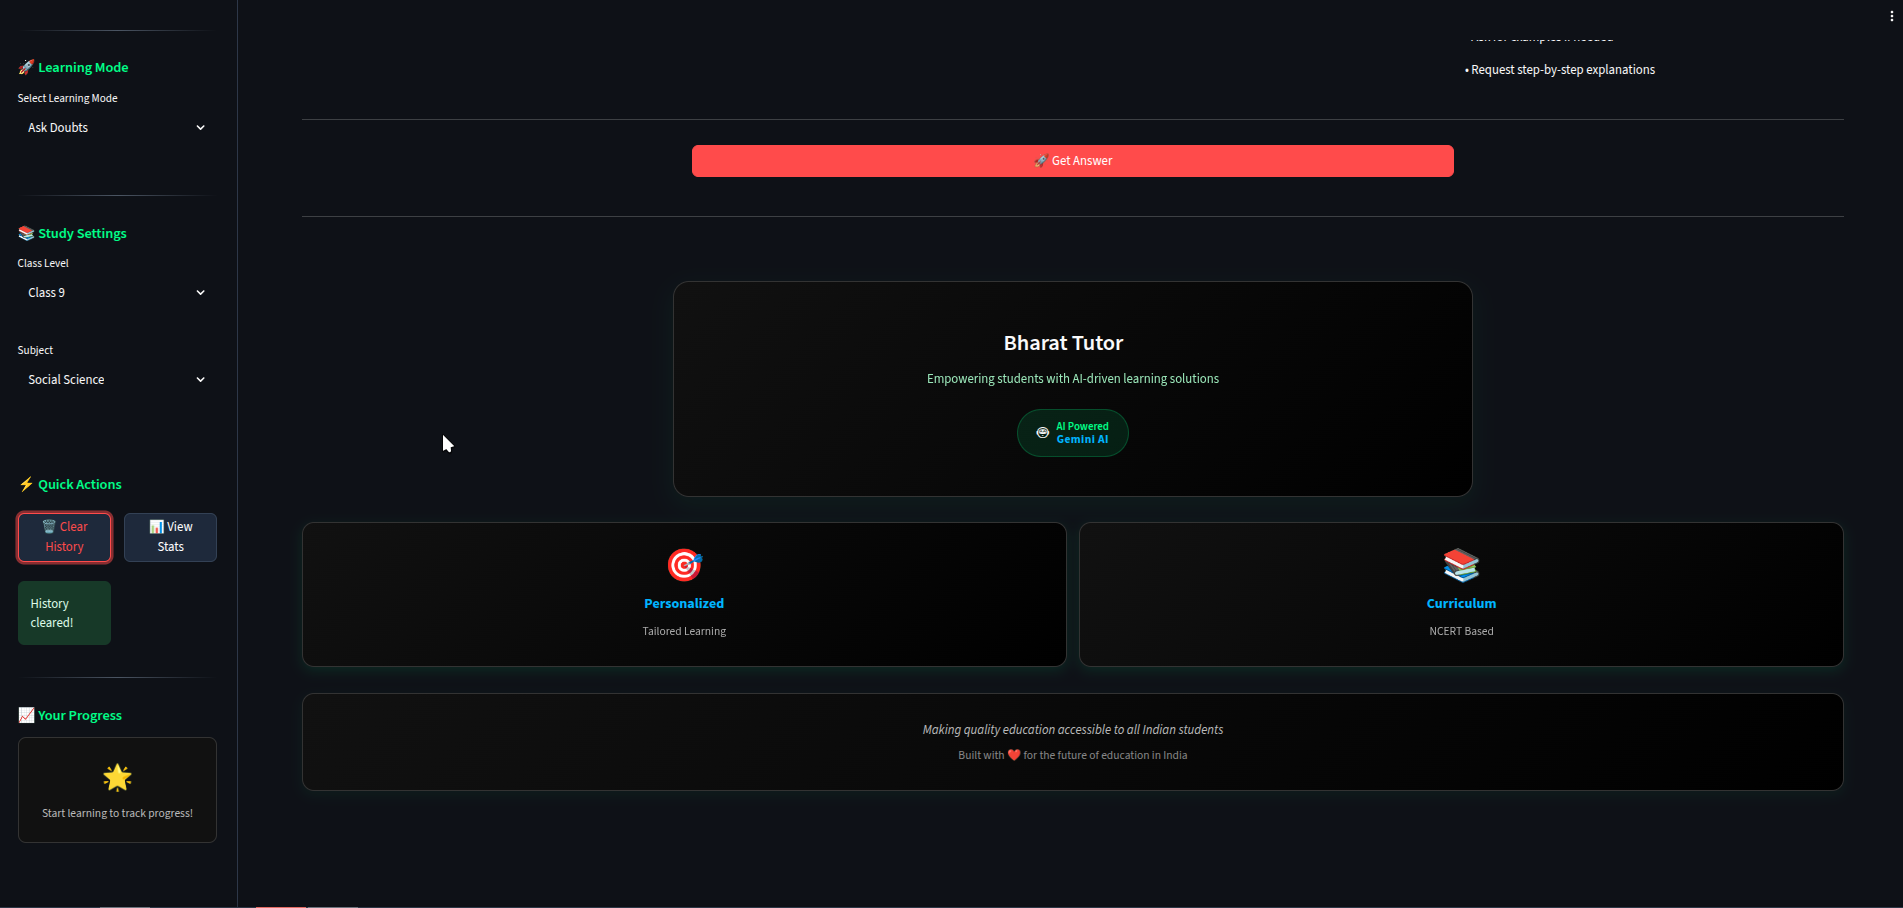 Learning Mode
Select Learning Mode
Ask Doubts
Study Settings
Class Level
Class 9
Subject
Social Science
Quick Actions
Clear
History
View
Stats
History
cleared!
Your Progress
Start learning to track progress!
• Request step-by-step explanations
Get Answer
Bharat Tutor
Empowering students with AI-driven learning solutions
AI Powered
Gemini AI
Personalized
Tailored Learning
Curriculum
NCERT Based
Making quality education accessible to all Indian students
Built with ❤️ for the future of education in India